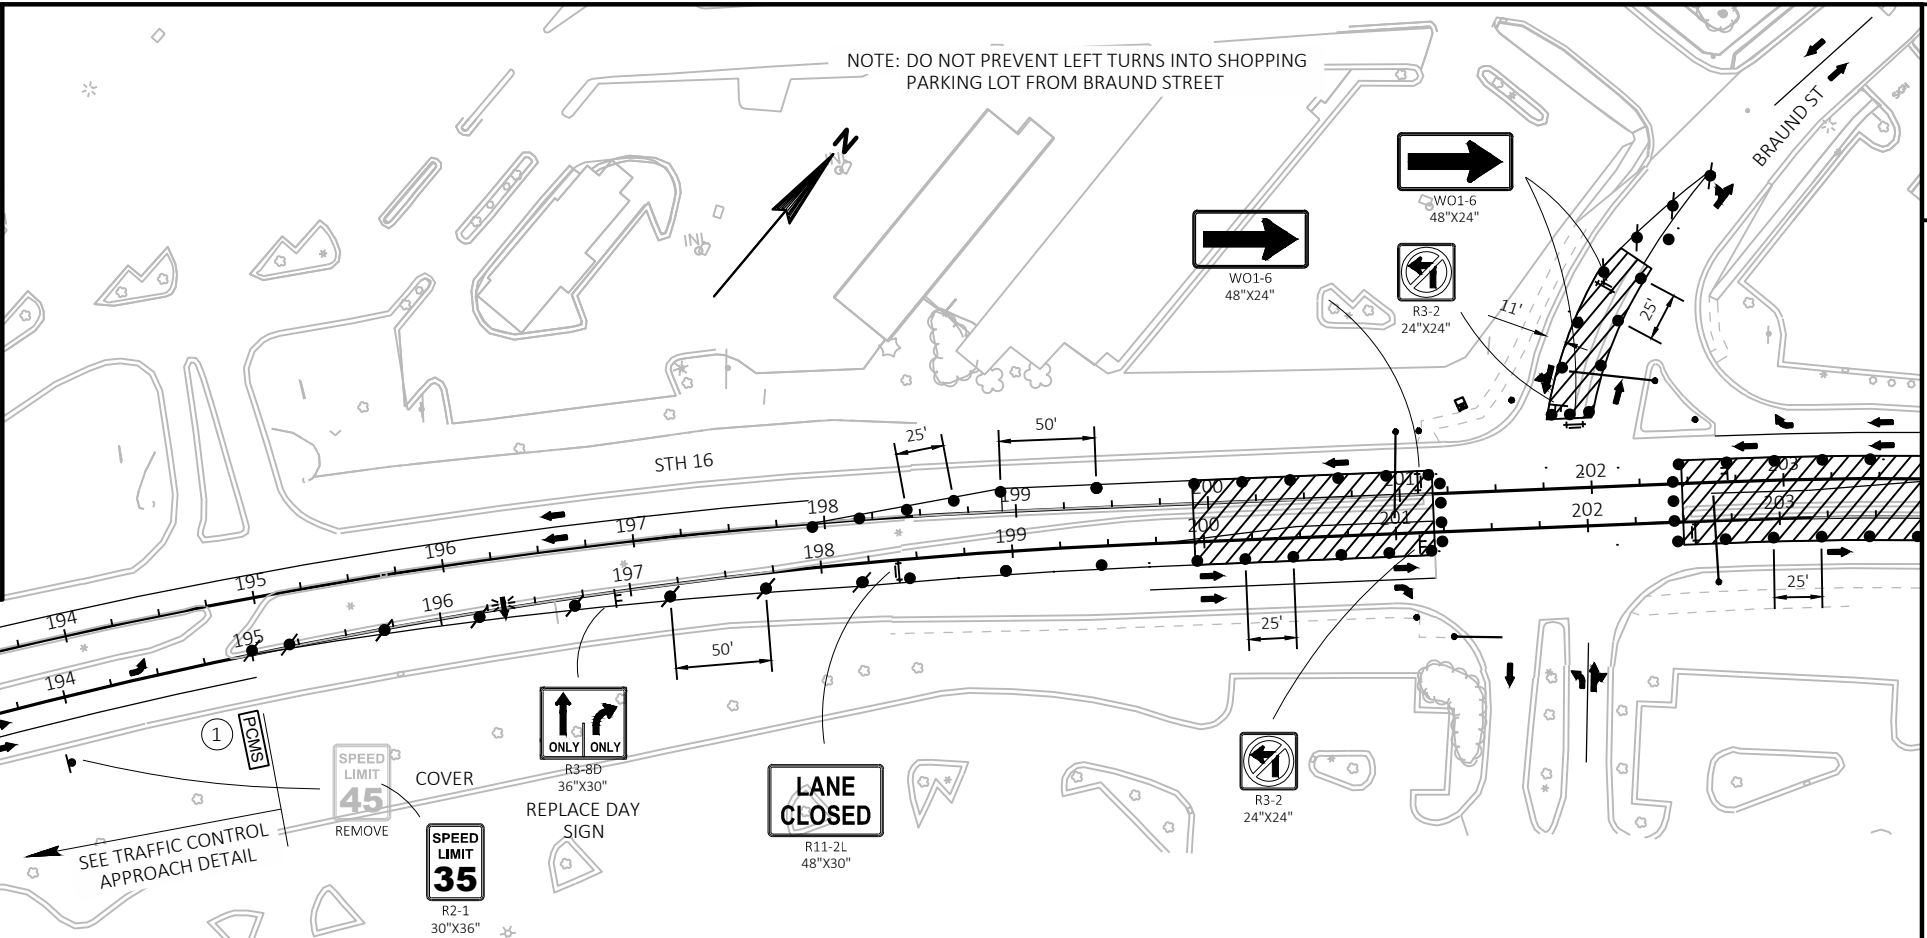 NOTE: DO NOT PREVENT LEFT TURNS INTO SHOPPING
PARKING LOT FROM BRAUND STREET
N
INL
INL
SIGN
BRAUND ST
WO1-6
48"X24"
WO1-6
48"X24"
R3-2
24"X24"
11'
25'
STH 16
25'
50'
194
195
196
197
198
199
200
201
202
203
194
195
196
197
198
199
200
201
202
203
50'
25'
25'
1
PCMS
SPEED
LIMIT
45
REMOVE
COVER
SPEED
LIMIT
35
R2-1
30"X36"
ONLY ONLY
R3-8D
36"X30"
REPLACE DAY
SIGN
LANE
CLOSED
R11-2L
48"X30"
R3-2
24"X24"
SEE TRAFFIC CONTROL
APPROACH DETAIL